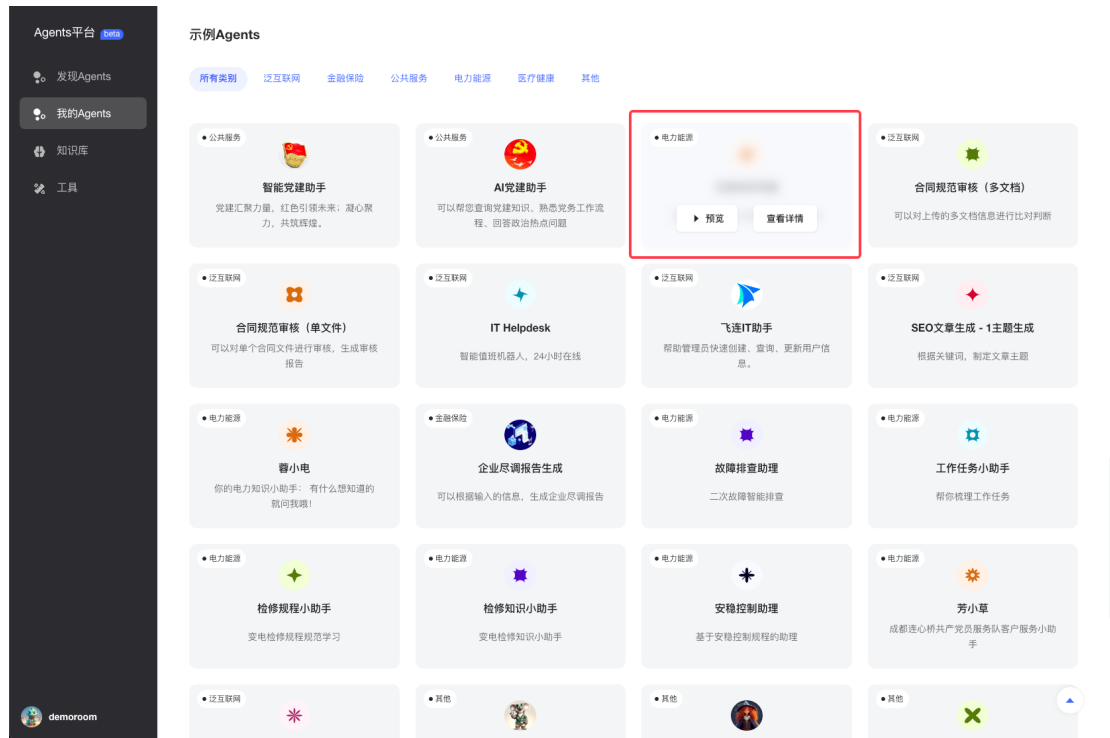 Agents平台 beta
发现Agents
我的Agents
知识库
工具
demoroom
示例Agents
所有类别 泛互联网 金融保险 公共服务 电力能源 医疗健康 其他
公共服务
智能党建助手
党建汇聚力量，红色引领未来；凝心聚
力，共筑辉煌。
公共服务
AI党建助手
可以帮您查询党建知识、熟悉党务工作流
程、回答政治热点问题
电力能源
预览 查看详情
泛互联网
合同规范审核（多文档）
可以对上传的多文档信息进行比对判断
泛互联网
合同规范审核（单文件）
可以对单个合同文件进行审核，生成审核
报告
泛互联网
IT Helpdesk
智能值班机器人，24小时在线
泛互联网
飞连IT助手
帮助管理员快速创建、查询、更新用户信
息。
泛互联网
SEO文章生成 - 1主题生成
根据关键词，制定文章主题
电力能源
蓉小电
你的电力知识小助手： 有什么想知道的
就问我哦！
金融保险
企业尽调报告生成
可以根据输入的信息，生成企业尽调报告
电力能源
故障排查助理
二次故障智能排查
电力能源
工作任务小助手
帮你梳理工作任务
电力能源
检修规程小助手
变电检修规程规范学习
电力能源
检修知识小助手
变电检修知识小助手
电力能源
安稳控制助理
基于安稳控制规程的助理
电力能源
芳小草
成都连心桥共产党员服务队客户服务小助
手
泛互联网
其他
其他
其他